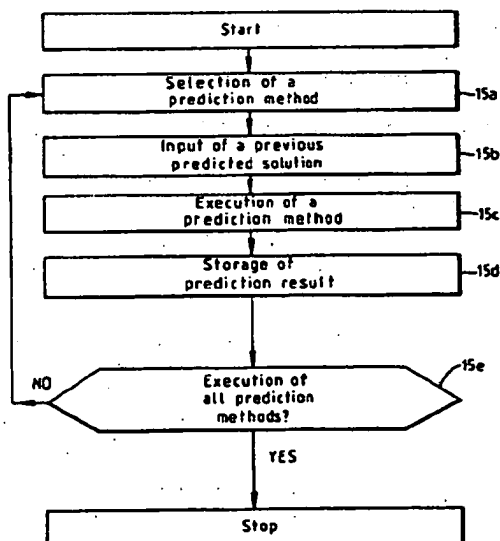 Start
Selection of a
prediction method
15a
Input of a previous
predicted solution
15b
Execution of a
prediction method
15c
Storage of
prediction result
15d
15e
NO
Execution of
all prediction
methods?
YES
Stop